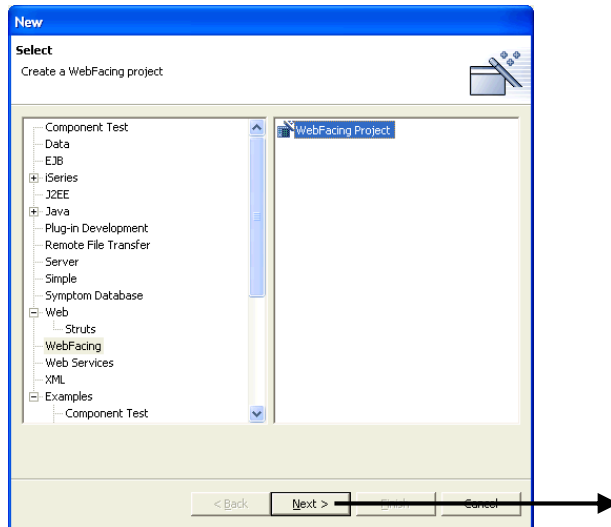 New
Select
Create a WebFacing project
Component Test
Data
EJB
iSeries
J2EE
Java
Plug-in Development
Remote File Transfer
Server
Simple
Symptom Database
Web
Struts
WebFacing
Web Services
XML
Examples
Component Test
WebFacing Project
< Back Next > Finish Cancel